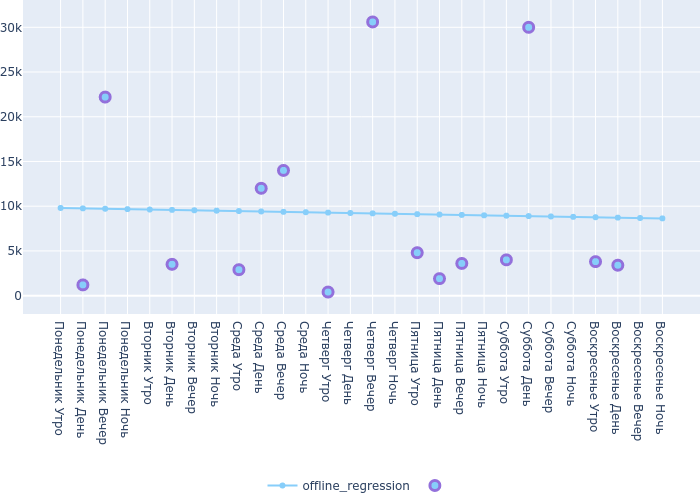 30k
25k
20k
15k
10k
5k
0
Понедельник Утро
Понедельник День
Понедельник Вечер
Понедельник Ночь
Вторник Утро
Вторник День
Вторник Вечер
Вторник Ночь
Среда Утро
Среда День
Среда Вечер
Среда Ночь
Четверг Утро
Четверг День
Четверг Вечер
Четверг Ночь
Пятница Утро
Пятница День
Пятница Вечер
Пятница Ночь
Суббота Утро
Суббота День
Суббота Вечер
Суббота Ночь
Воскресенье Утро
Воскресенье День
Воскресенье Вечер
Воскресенье Ночь
offline_regression